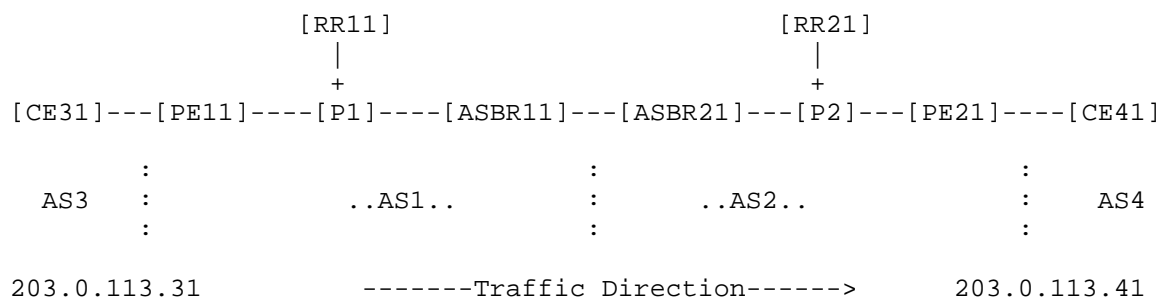 [RR11]                         [RR21]
|                              |
+                              +
[CE31]---[PE11]----[P1]----[ASBR11]---[ASBR21]---[P2]---[PE21]----[CE41]
:                            :                          :
AS3    :            ..AS1..         :       ..AS2..            :    AS4
:                            :                          :
203.0.113.31          -------Traffic Direction------>      203.0.113.41